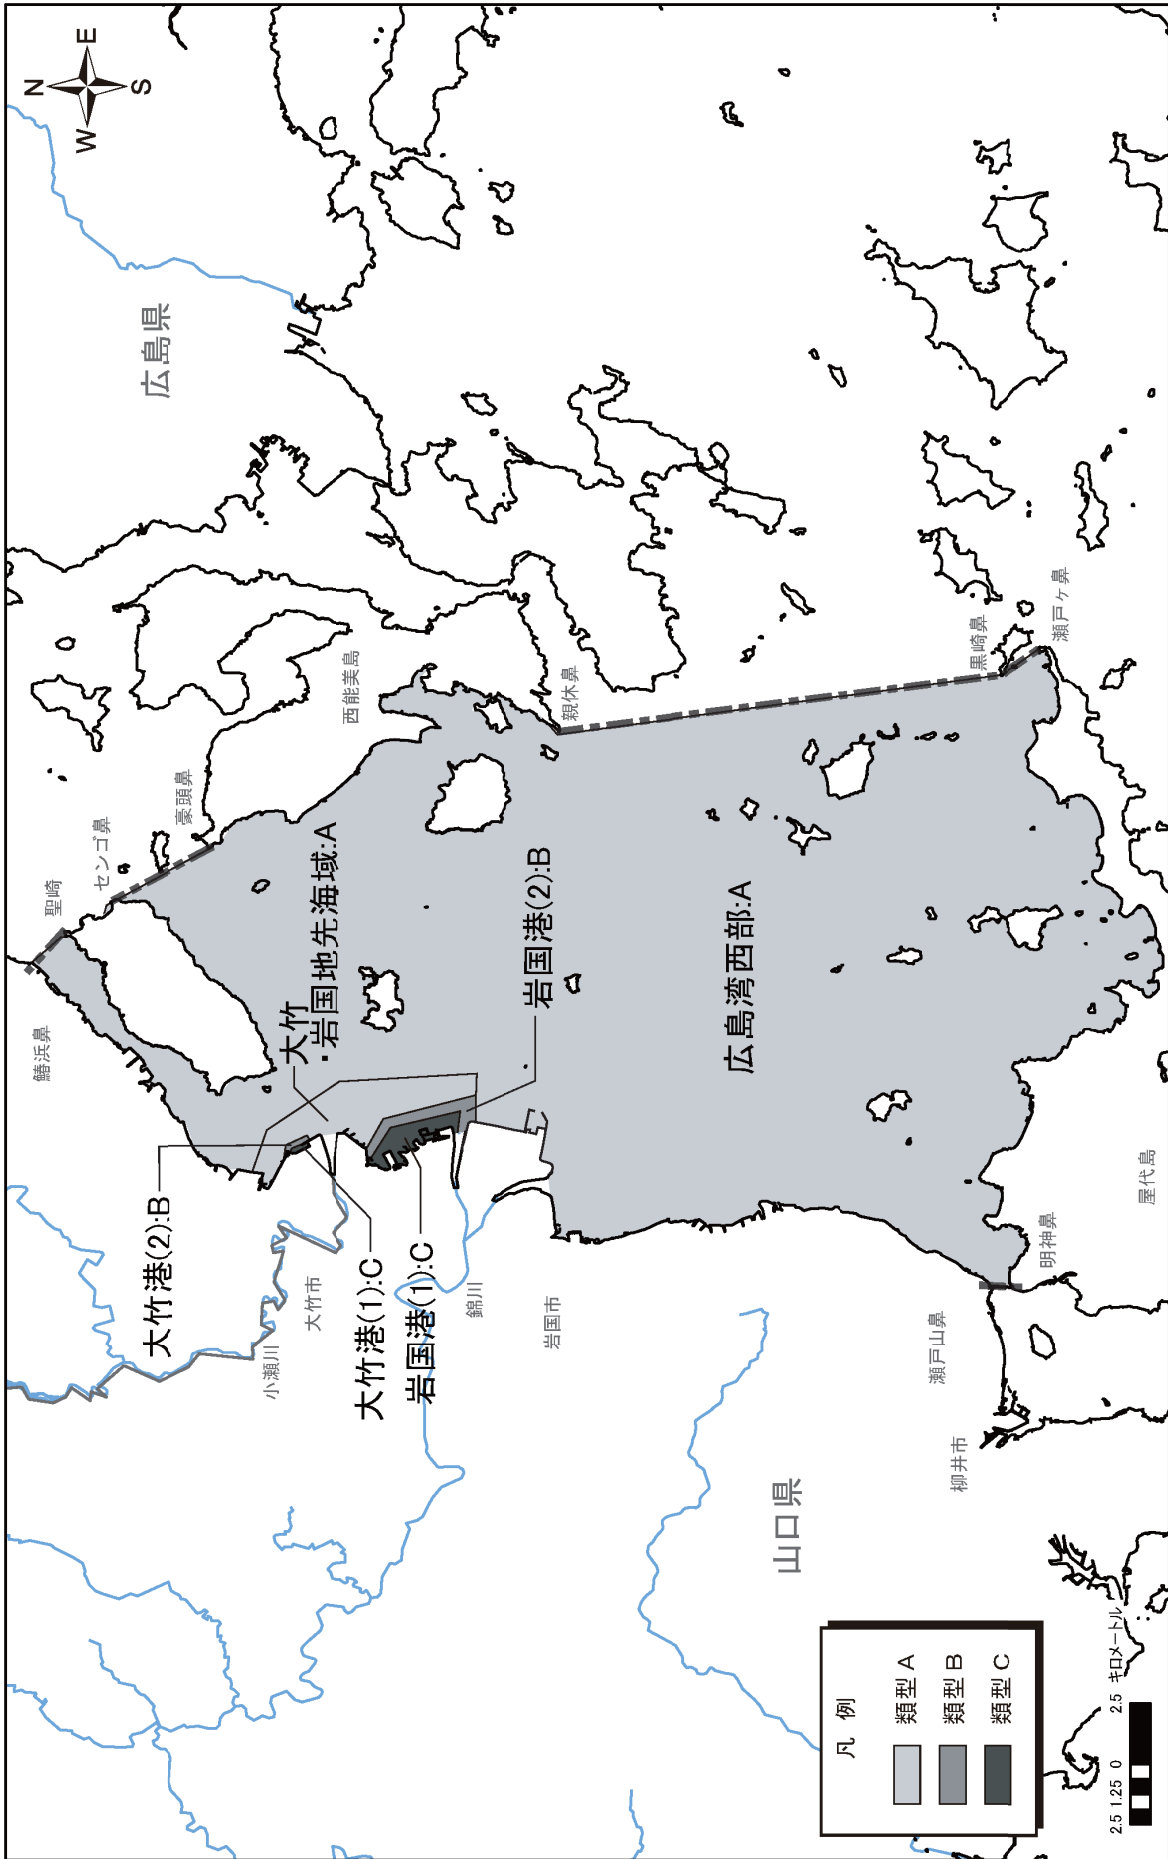 N
E
S
W
広島県
鰆浜鼻
聖崎
センゴ鼻
豪頭鼻
西能美島
親休鼻
黒崎鼻
瀬戸ヶ鼻
大竹港(2):B
大竹
・岩国地先海域:A
岩国港(2):B
広島湾西部:A
小瀬川
大竹市
大竹港(1):C
岩国港(1):C
錦川
岩国市
瀬戸山鼻
明神鼻
屋代島
柳井市
山口県
凡 例
類型 A
類型 B
類型 C
2.5 1.25 0 2.5 キロメートル